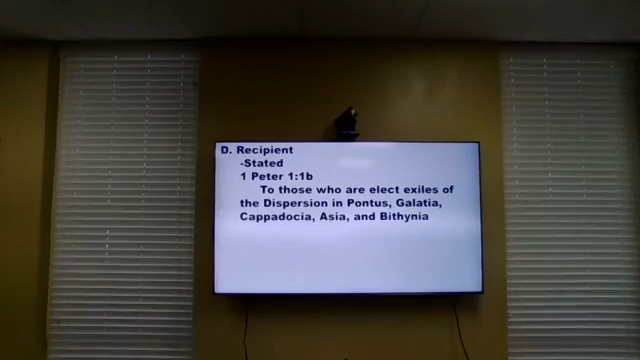 D. Recipient
-Stated
1 Peter 1:1b
To those who are elect exiles of
the Dispersion in Pontus, Galatia,
Cappadocia, Asia, and Bithynia